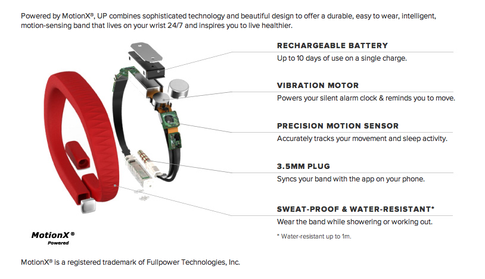 Powered by MotionX®, UP combines sophisticated technology and beautiful design to offer a durable, easy to wear, intelligent,
motion-sensing band that lives on your wrist 24/7 and inspires you to live healthier.
RECHARGEABLE BATTERY
Up to 10 days of use on a single charge.
VIBRATION MOTOR
Powers your silent alarm clock & reminds you to move.
PRECISION MOTION SENSOR
Accurately tracks your movement and sleep activity.
3.5MM PLUG
Syncs your band with the app on your phone.
SWEAT-PROOF & WATER-RESISTANT*
Wear the band while showering or working out.
* Water-resistant up to 1m.
MotionX®
Powered
MotionX® is a registered trademark of Fullpower Technologies, Inc.